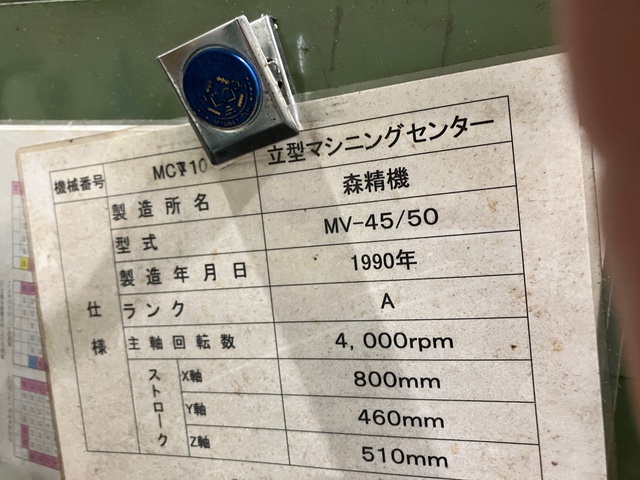 機械番号 立型マシニングセンター
製造所名 森精機
型式 MV-45/50
製造年月日 1990年
仕様 ランク A
主軸回転数 4,000rpm
ストローク X軸 800mm
Y軸 460mm
Z軸 510mm